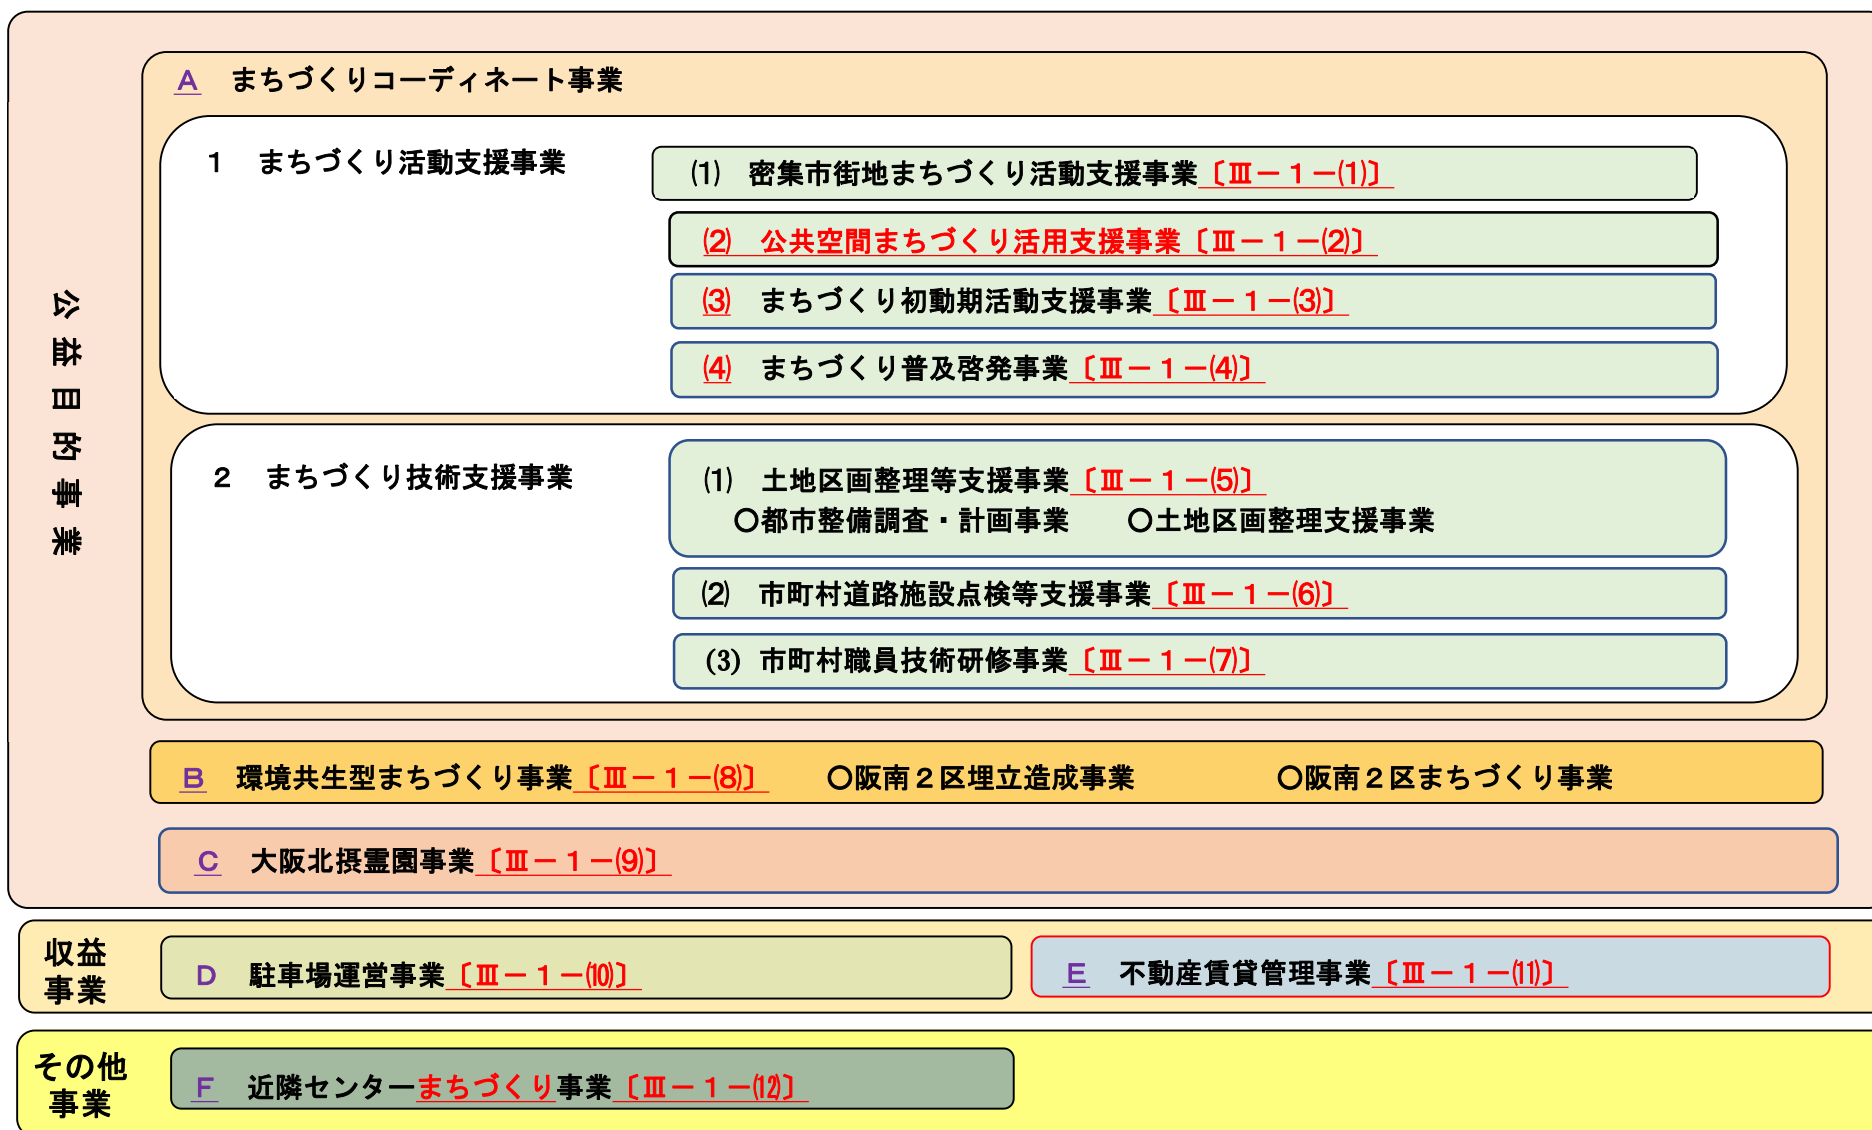 公益目的事業
A まちづくりコーディネート事業
1 まちづくり活動支援事業
⑴ 密集市街地まちづくり活動支援事業〔Ⅲ－1－⑴〕
⑵ 公共空間まちづくり活用支援事業〔Ⅲ－1－⑵〕
⑶ まちづくり初動期活動支援事業〔Ⅲ－1－⑶〕
⑷ まちづくり普及啓発事業〔Ⅲ－1－⑷〕
2 まちづくり技術支援事業
⑴ 土地区画整理等支援事業〔Ⅲ－1－⑸〕
〇都市整備調査・計画事業 〇土地区画整理支援事業
⑵ 市町村道路施設点検等支援事業〔Ⅲ－1－⑹〕
(3) 市町村職員技術研修事業〔Ⅲ－1－⑺〕
B 環境共生型まちづくり事業〔Ⅲ－1－⑻〕 〇阪南２区埋立造成事業 〇阪南２区まちづくり事業
C 大阪北摂霊園事業〔Ⅲ－1－⑼〕
収益
事業
D 駐車場運営事業〔Ⅲ－1－⑽〕
E 不動産賃貸管理事業〔Ⅲ－1－⑾〕
その他
事業
F 近隣センターまちづくり事業〔Ⅲ－1－⑿〕